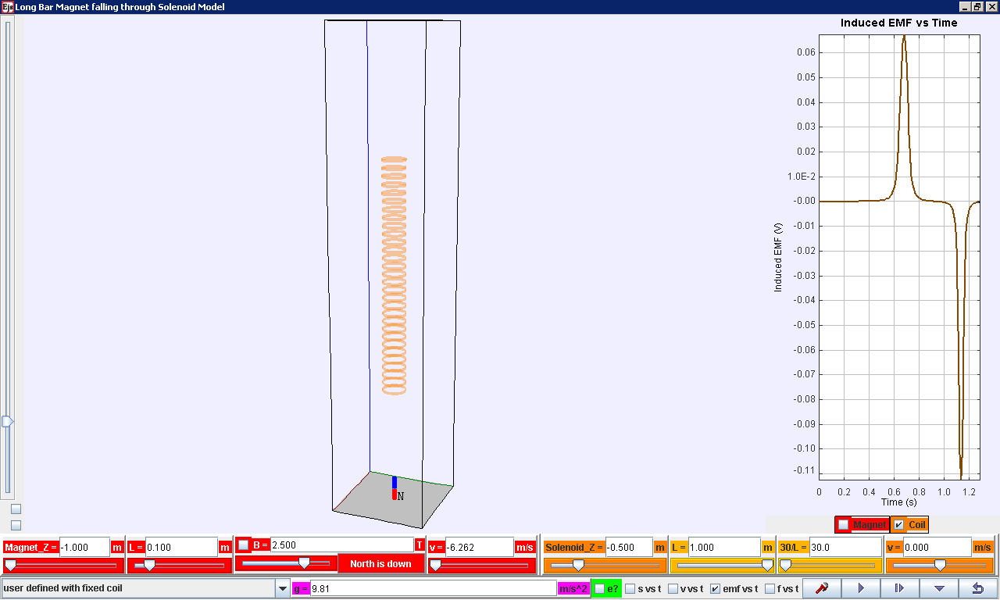 Ejs Long Bar Magnet falling through Solenoid Model
Induced EMF vs Time
0.06
0.05
0.04
0.03
0.02
1.0E-2
-0.00
-0.01
-0.02
-0.03
-0.04
-0.05
-0.06
-0.07
-0.08
-0.09
-0.10
-0.11
Induced EMF (V)
0 0.2 0.4 0.6 0.8 1.0 1.2
Time (s)
N
Magnet Coil
Magnet_Z = -1.000 m L = 0.100 m B = 2.500 T v = -6.262 m/s Solenoid_Z = -0.500 m L = 1.000 m 30/L = 30.0 v = 0.000 m/s
North is down
user defined with fixed coil g = 9.81 m/s^2 e? s vs t v vs t emf vs t f vs t